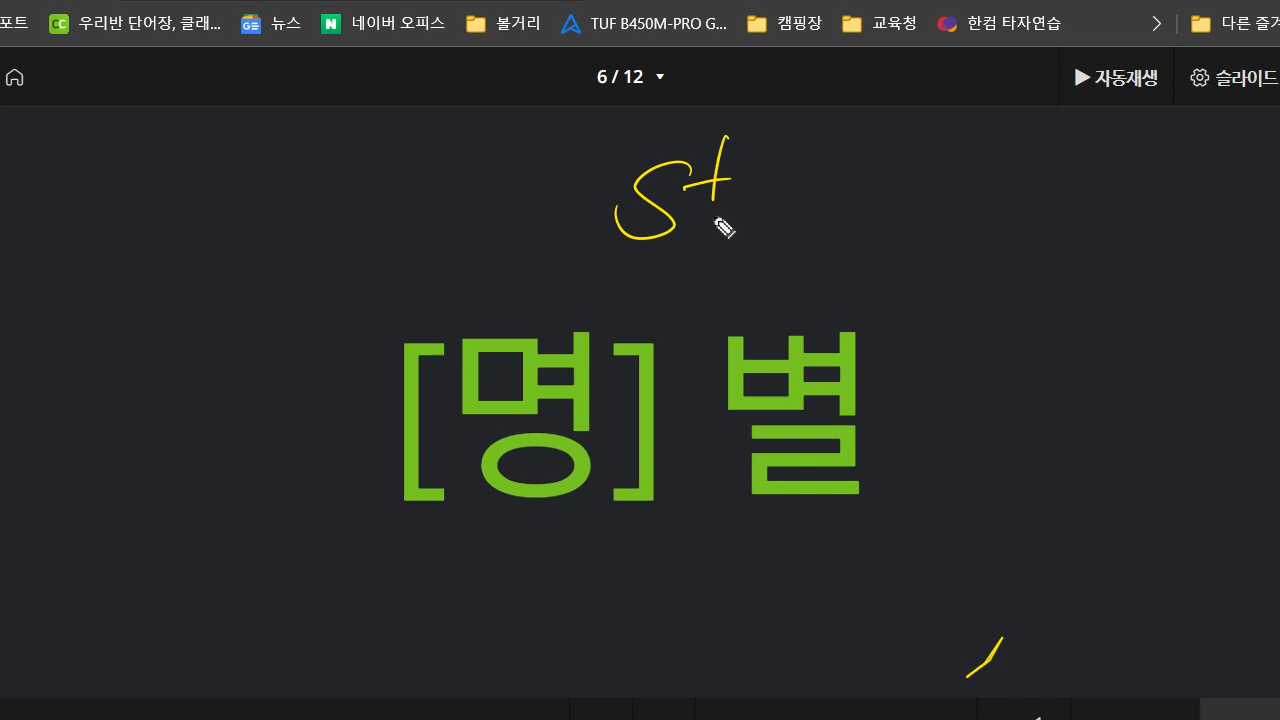 포트 우리반 단어장, 클래... 뉴스 네이버 오피스 볼거리 TUF B450M-PRO G... 캠핑장 교육청 한컴 타자연습 다른 즐겨
6 / 12 자동재생 슬라이드
st
[명] 별